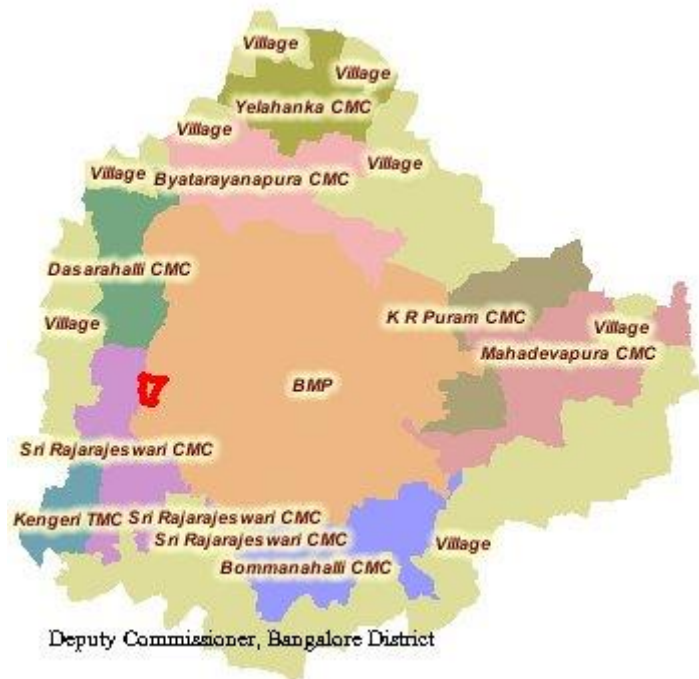 Village
Village
Yelahanka CMC
Village
Village
Village
Byatarayanapura CMC
Dasarahalli CMC
Village
K R Puram CMC
Village
Mahadevapura CMC
BMP
Sri Rajarajeswari CMC
Kengeri TMC
Sri Rajarajeswari CMC
Sri Rajarajeswari CMC
Village
Bommanahalli CMC
Deputy Commissioner, Bangalore District